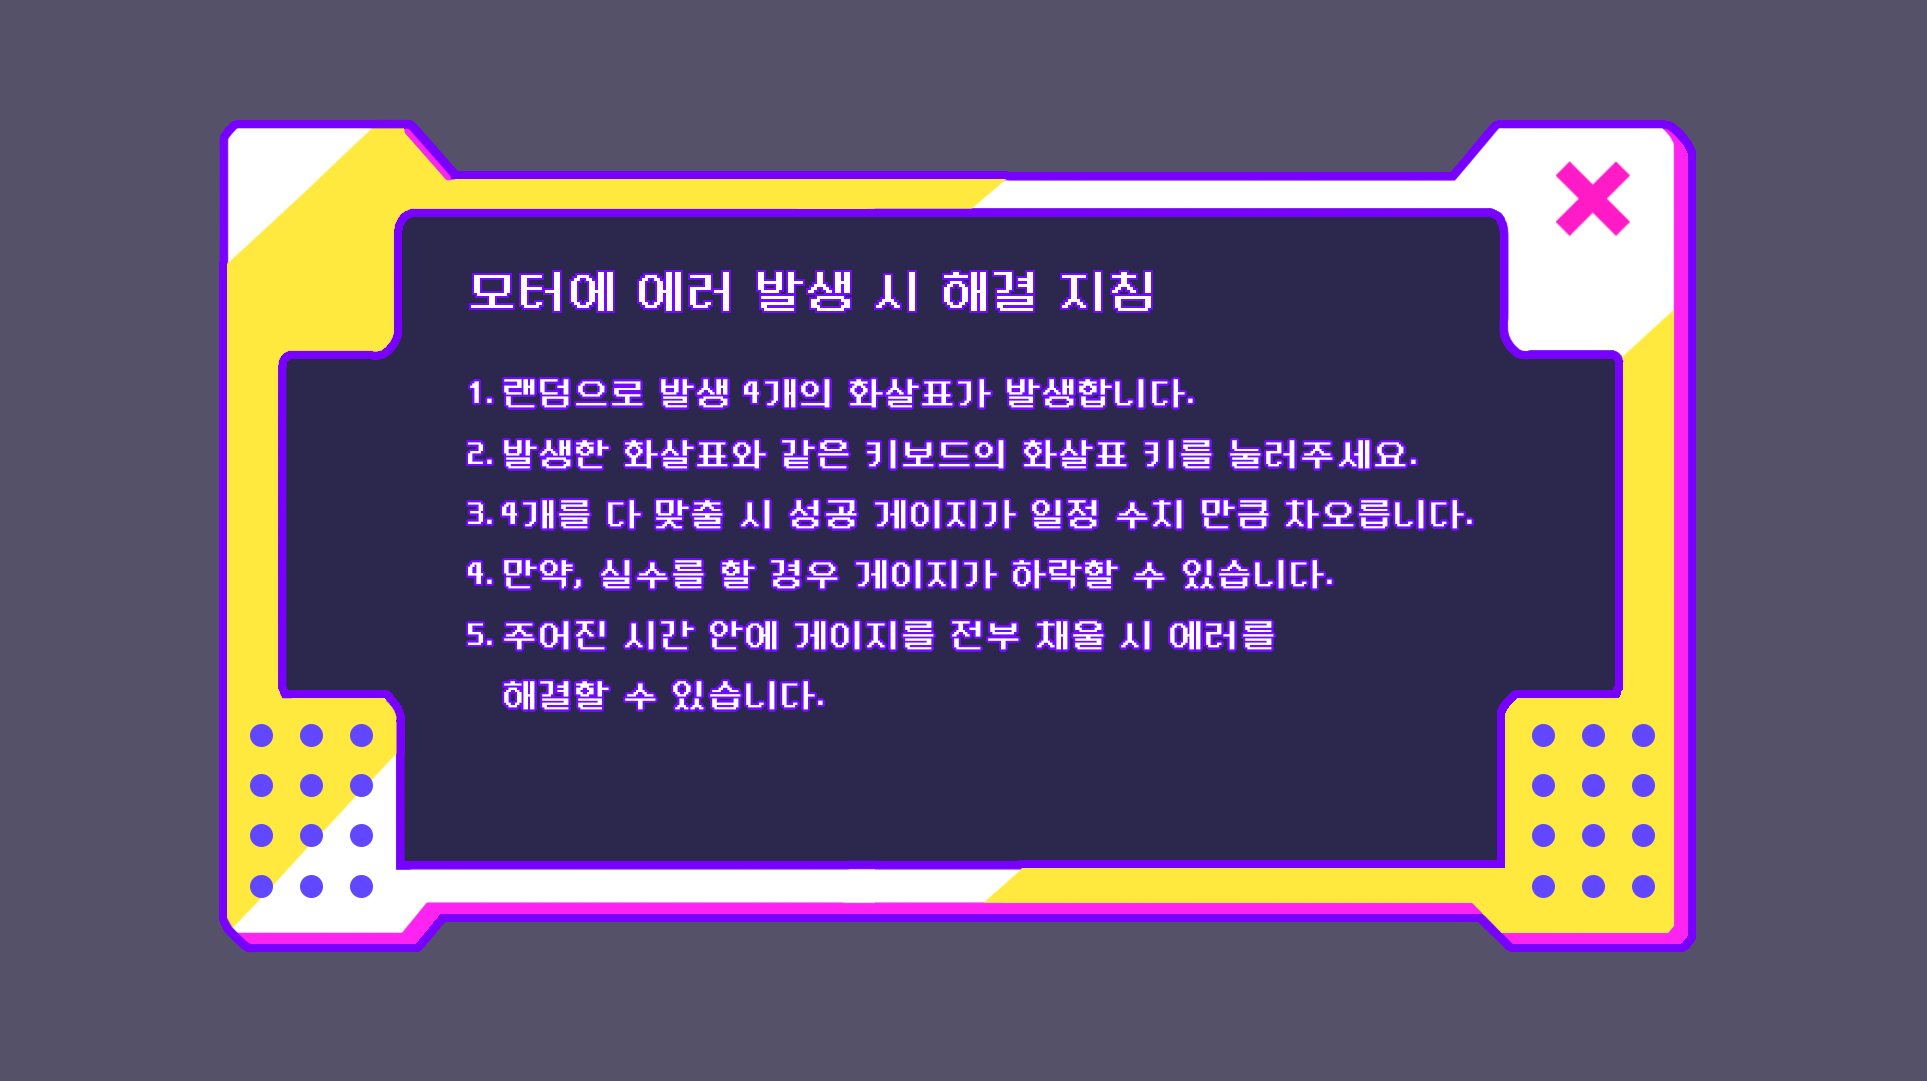 모터에 에러 발생 시 해결 지침
1. 랜덤으로 발생 4개의 화살표가 발생합니다.
2. 발생한 화살표와 같은 키보드의 화살표 키를 눌러주세요.
3. 4개를 다 맞출 시 성공 게이지가 일정 수치 만큼 차오릅니다.
4. 만약, 실수를 할 경우 게이지가 하락할 수 있습니다.
5. 주어진 시간 안에 게이지를 전부 채울 시 에러를
해결할 수 있습니다.